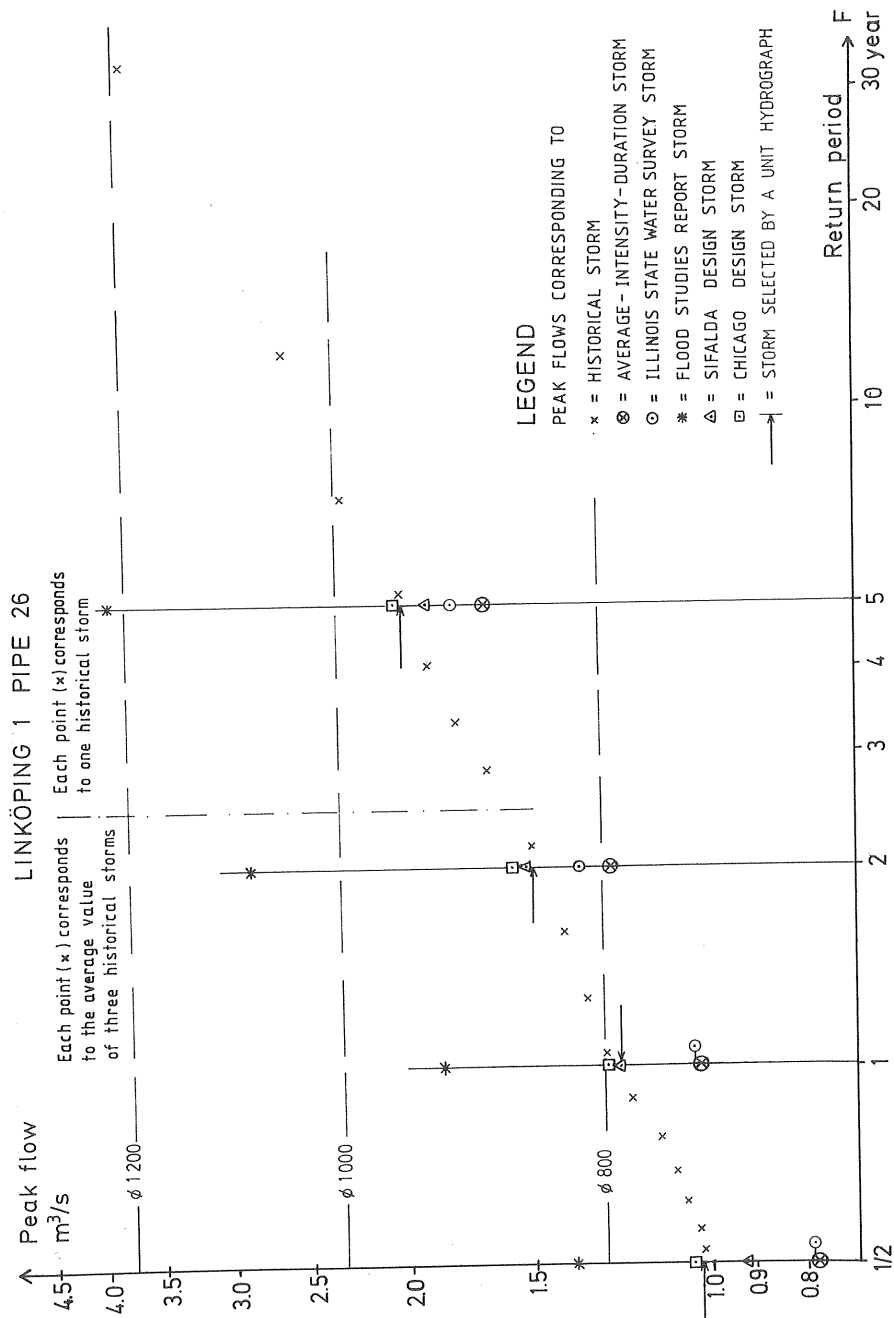 LINKÖPING 1 PIPE 26
Peak flow
m³/s
Each point (x) corresponds
to the average value
of three historical storms
Each point (x) corresponds
to one historical storm
4.5
4.0
3.5
3.0
2.5
2.0
1.5
1.0
0.9
0.8
ø 1200
ø 1000
ø 800
LEGEND
PEAK FLOWS CORRESPONDING TO
x = HISTORICAL STORM
⊗ = AVERAGE-INTENSITY-DURATION STORM
⊙ = ILLINOIS STATE WATER SURVEY STORM
* = FLOOD STUDIES REPORT STORM
△ = SIFALDA DESIGN STORM
⊡ = CHICAGO DESIGN STORM
→| = STORM SELECTED BY A UNIT HYDROGRAPH
Return period F
1/2 1 2 3 4 5 10 20 30 year